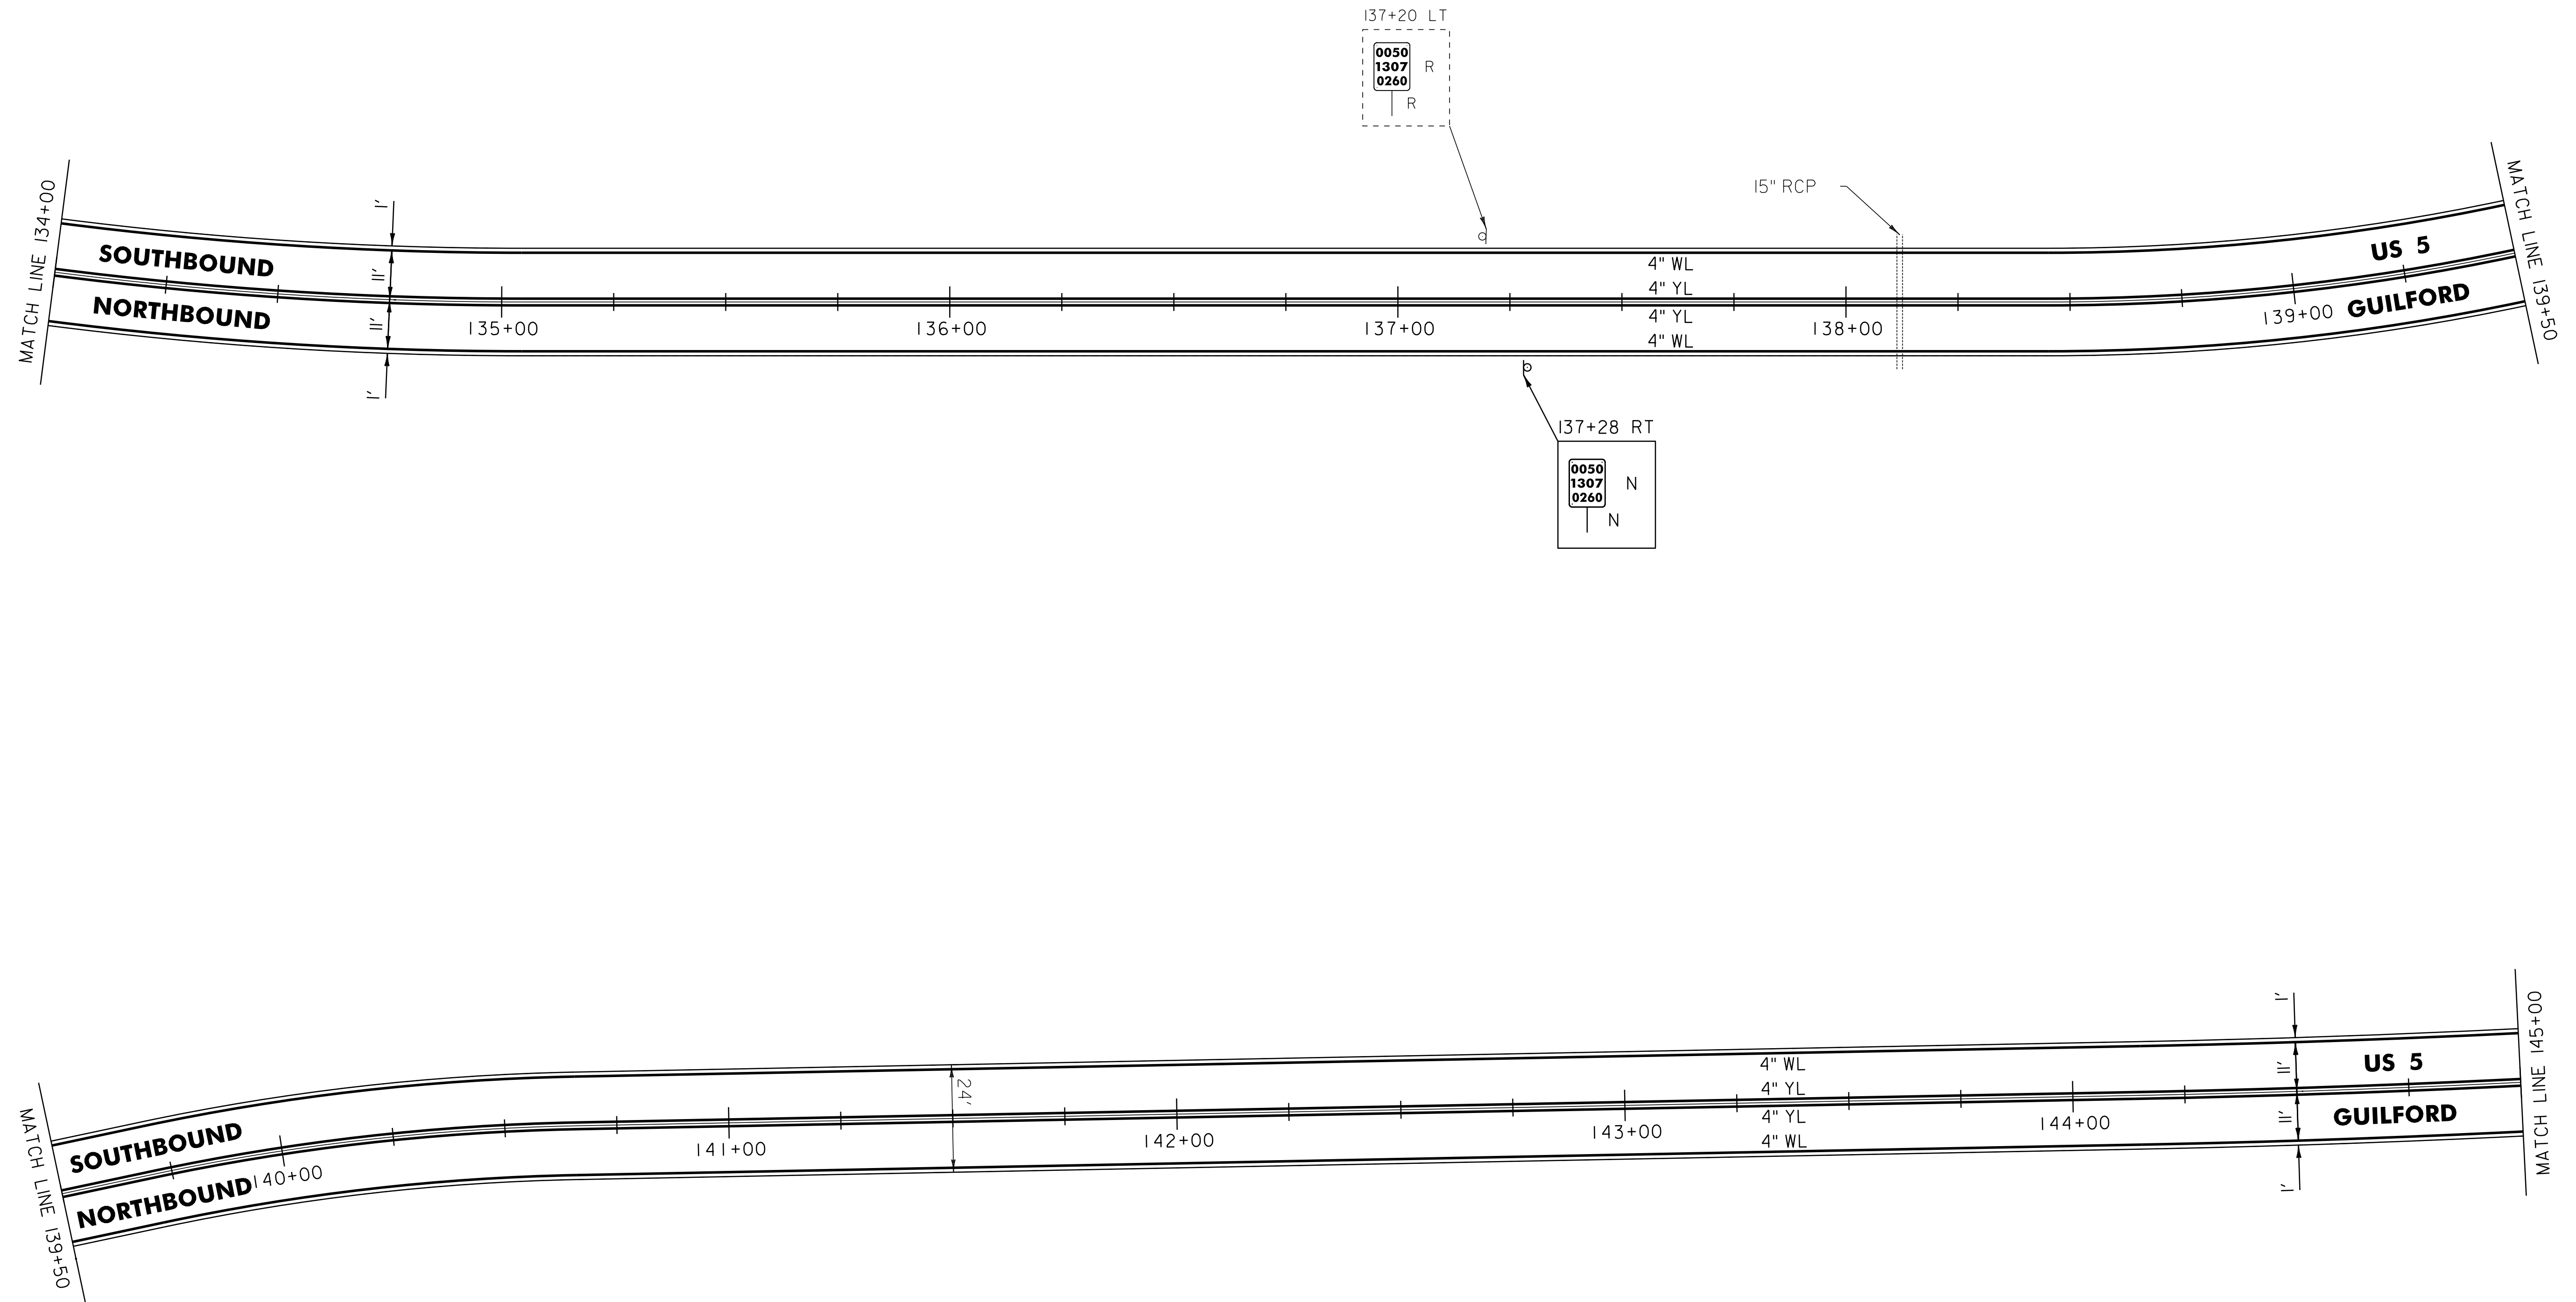 137+20 LT
0050
1307 R
0260
R
15" RCP
MATCH LINE 134+00
MATCH LINE 139+50
1'
SOUTHBOUND
11'
4" WL
US 5
4" YL
NORTHBOUND
11'
4" YL
GUILFORD
135+00 136+00 137+00 138+00 139+00
4" WL
1'
137+28 RT
0050
1307 N
0260
N
MATCH LINE 139+50
MATCH LINE 145+00
1'
4" WL
11'
US 5
24'
4" YL
SOUTHBOUND
4" YL
11'
GUILFORD
140+00 141+00 142+00 143+00 144+00
4" WL
NORTHBOUND
1'